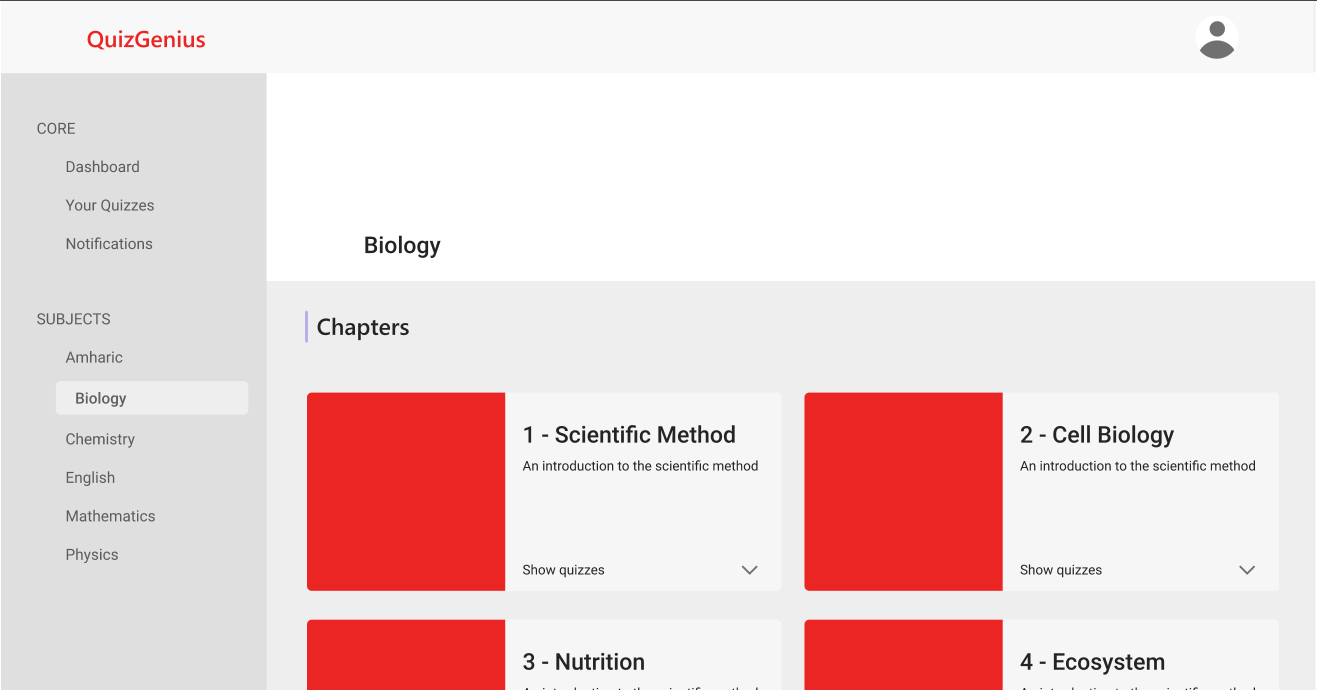 QuizGenius
CORE
Dashboard
Your Quizzes
Notifications
SUBJECTS
Amharic
Biology
Chemistry
English
Mathematics
Physics
Biology
Chapters
1 - Scientific Method
An introduction to the scientific method
Show quizzes
2 - Cell Biology
An introduction to the scientific method
Show quizzes
3 - Nutrition
4 - Ecosystem